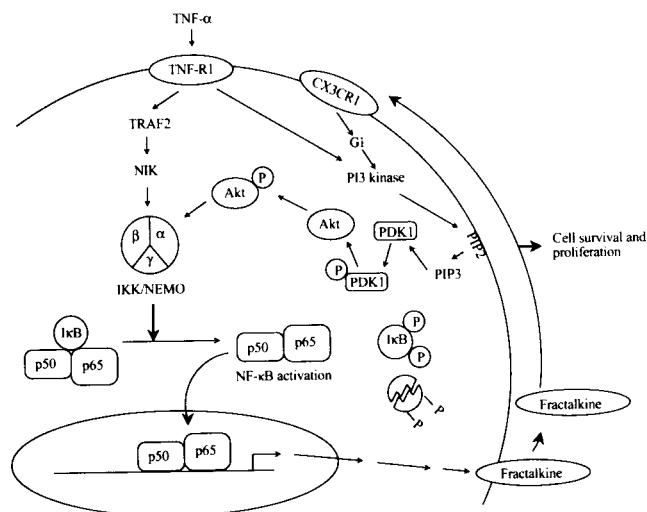 TNF-α
TNF-R1
CX3CR1
TRAF2
Gi
NIK
PI3 kinase
P
Akt
Akt
PDK1
PIP2
Cell survival and
proliferation
β
α
γ
P
PDK1
PIP3
IKK/NEMO
IκB
p50
p65
p50
p65
NF-κB activation
P
IκB
P
P
P
Fractalkine
p50
p65
Fractalkine